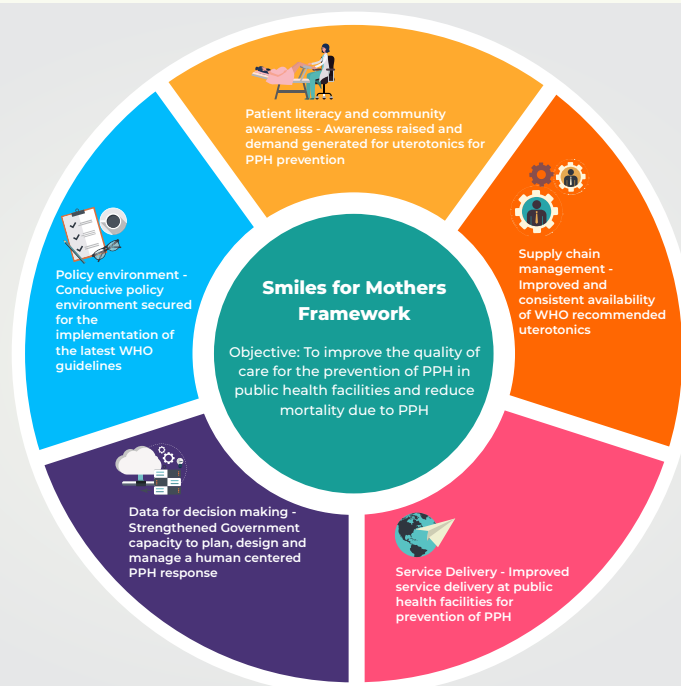 Patient literacy and community
awareness - Awareness raised and
demand generated for uterotonics for
PPH prevention
Supply chain
management -
Improved and
consistent availability
of WHO recommended
uterotonics
Service Delivery - Improved
service delivery at public
health facilities for
prevention of PPH
Data for decision making -
Strengthened Government
capacity to plan, design and
manage a human centered
PPH response
Policy environment -
Conducive policy
environment secured
for the
implementation of
the latest WHO
guidelines
Smiles for Mothers
Framework
Objective: To improve the quality of
care for the prevention of PPH in
public health facilities and reduce
mortality due to PPH